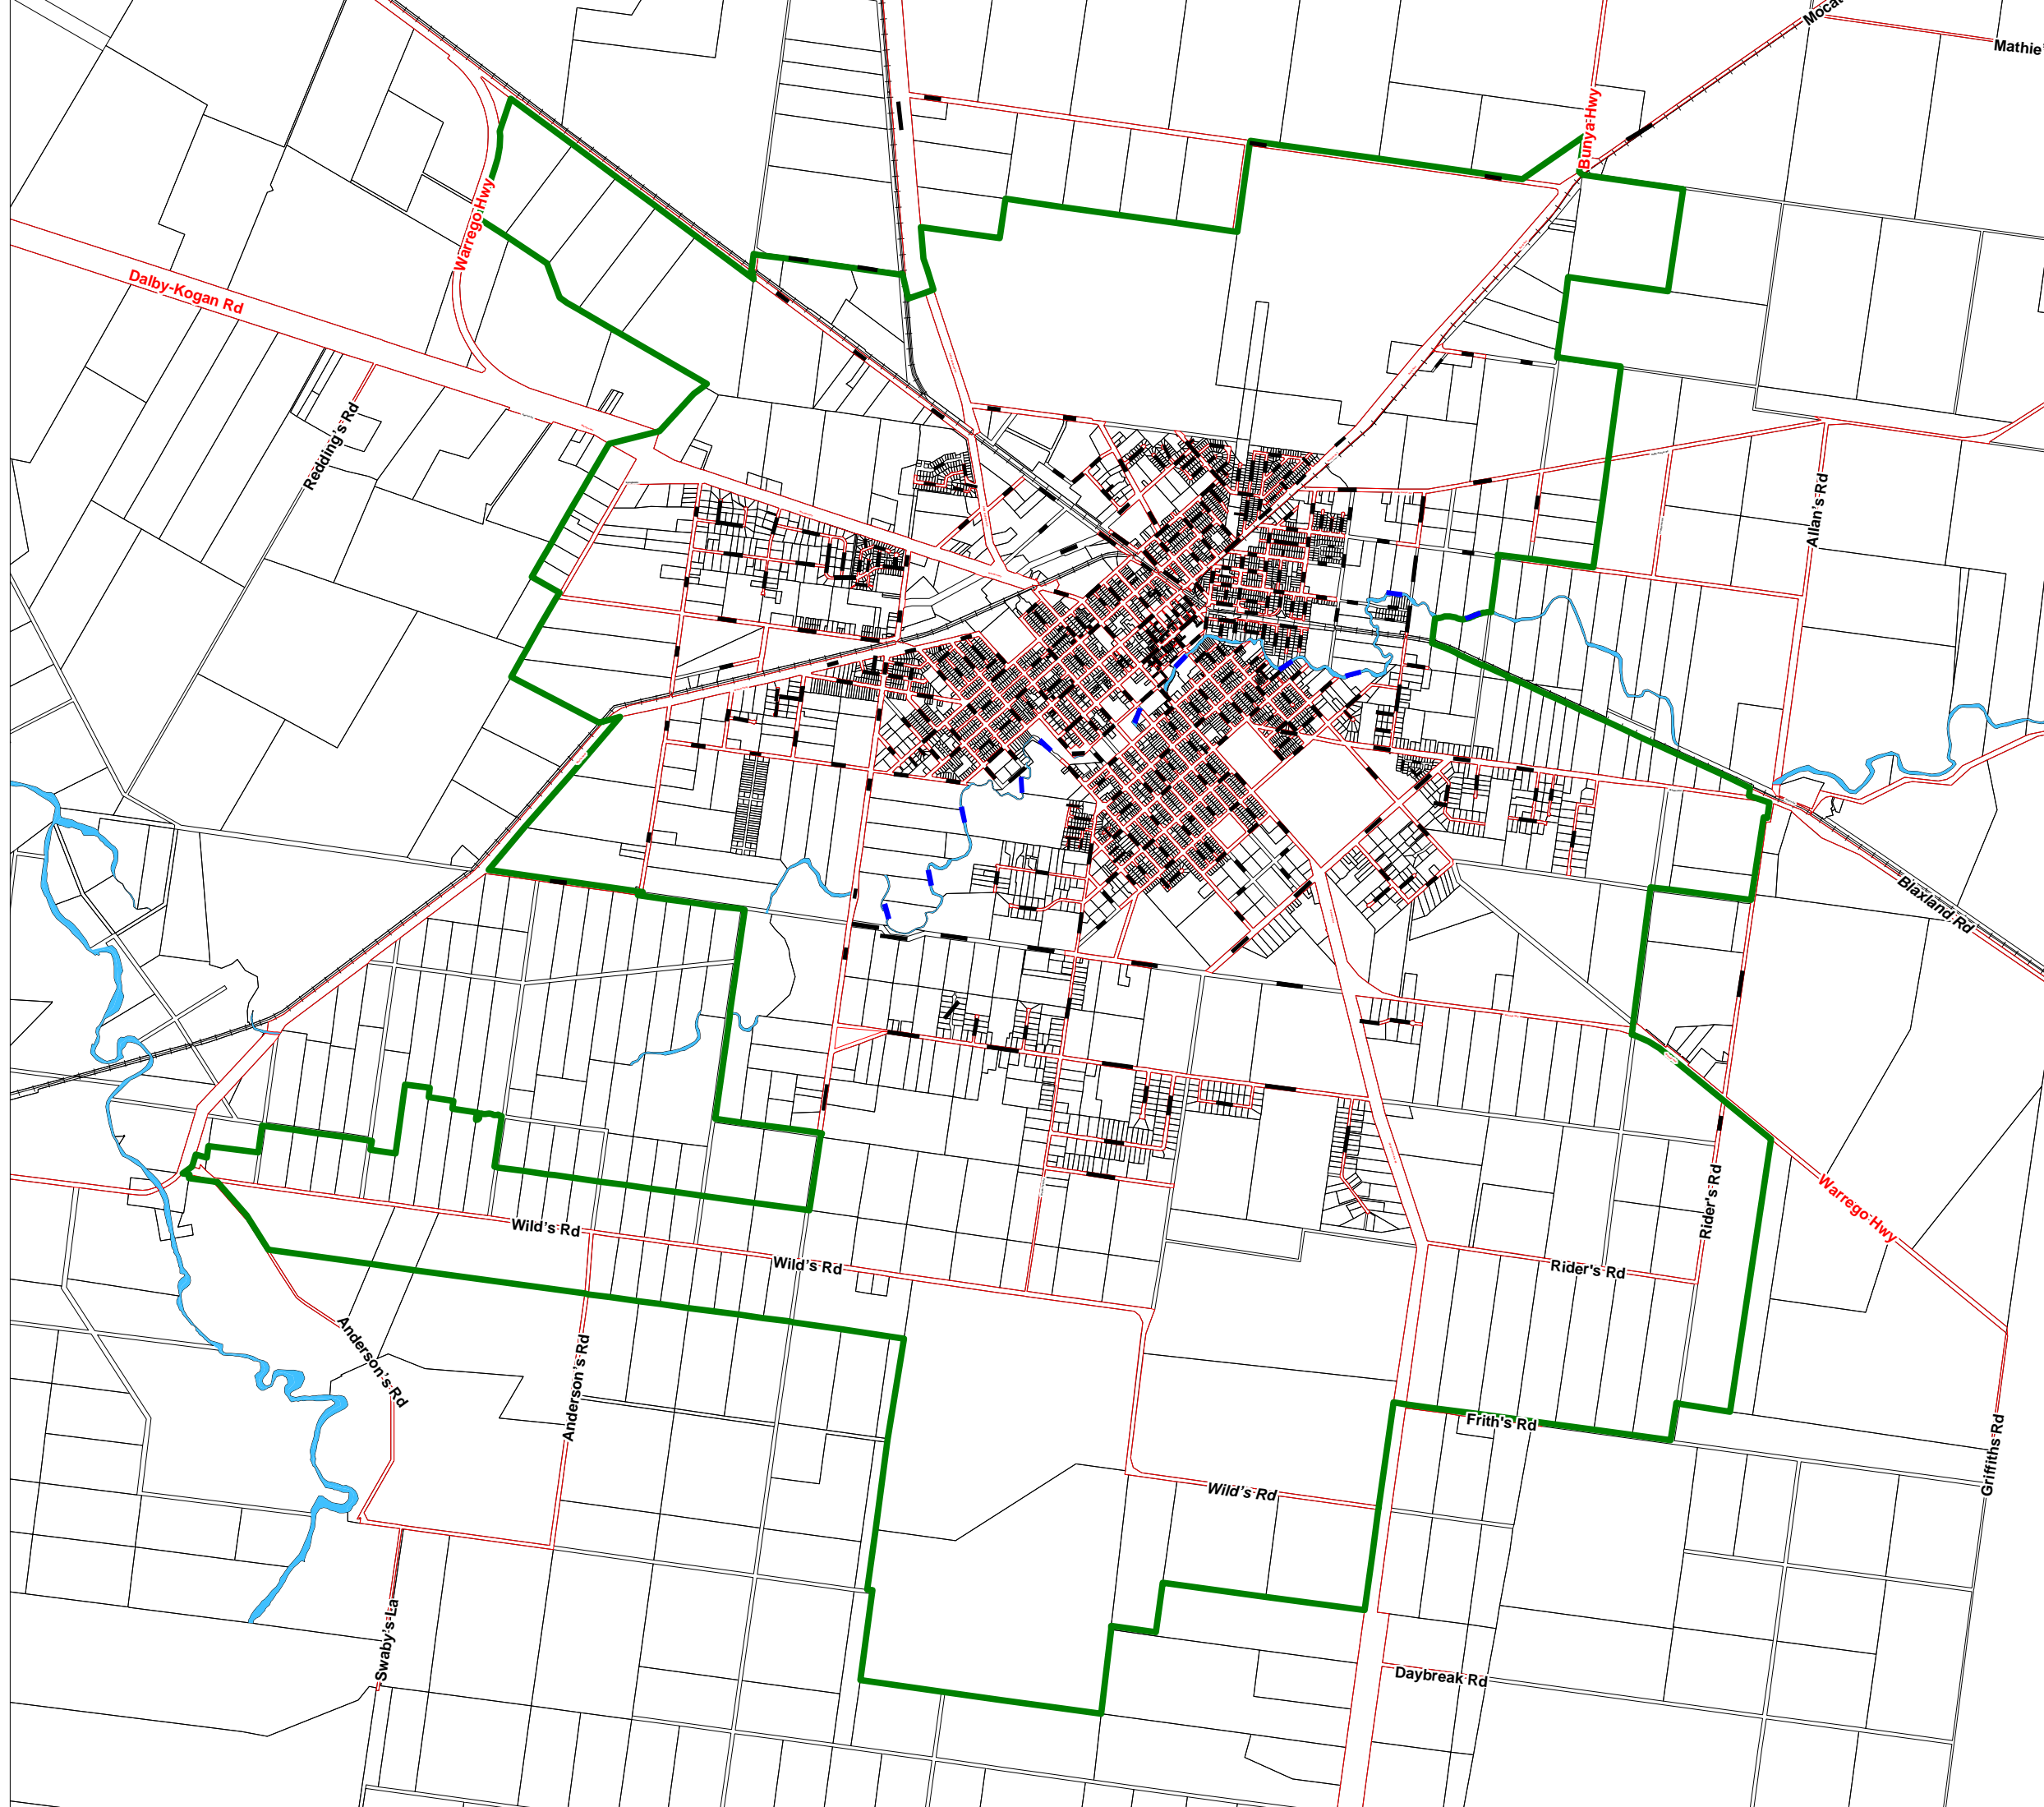 Mathie
Bunya Hwy
Warrego Hwy
Dalby-Kogan Rd
Redding's Rd
Allan's Rd
Blaxland Rd
Wild's Rd
Wild's Rd
Rider's Rd
Rider's Rd
Warrego Hwy
Anderson's Rd
Anderson's Rd
Frith's Rd
Griffiths Rd
Wild's Rd
Swaby's La
Daybreak Rd